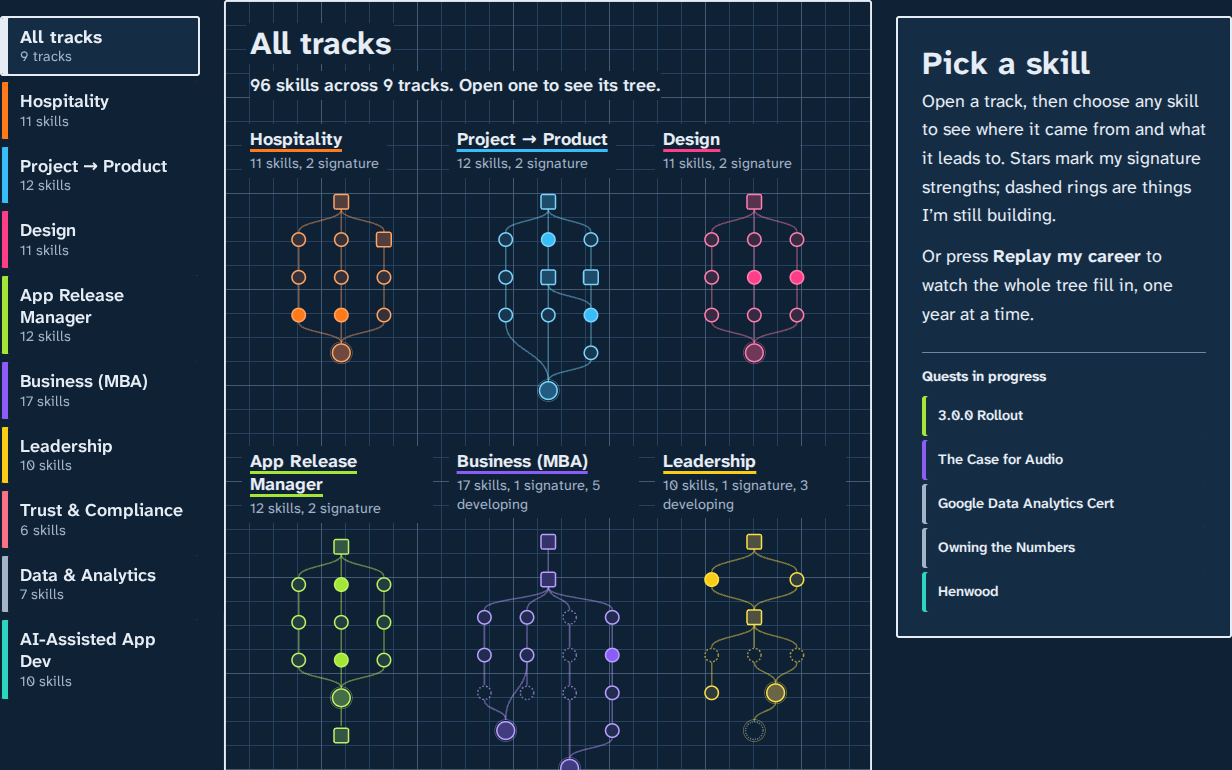 All tracks
9 tracks
Hospitality
11 skills
Project → Product
12 skills
Design
11 skills
App Release
Manager
12 skills
Business (MBA)
17 skills
Leadership
10 skills
Trust & Compliance
6 skills
Data & Analytics
7 skills
AI-Assisted App
Dev
10 skills
All tracks
96 skills across 9 tracks. Open one to see its tree.
Hospitality
11 skills, 2 signature
Project → Product
12 skills, 2 signature
Design
11 skills, 2 signature
App Release
Manager
12 skills, 2 signature
Business (MBA)
17 skills, 1 signature, 5
developing
Leadership
10 skills, 1 signature, 3
developing
Pick a skill
Open a track, then choose any skill
to see where it came from and what
it leads to. Stars mark my signature
strengths; dashed rings are things
I'm still building.
Or press Replay my career to
watch the whole tree fill in, one
year at a time.
Quests in progress
3.0.0 Rollout
The Case for Audio
Google Data Analytics Cert
Owning the Numbers
Henwood